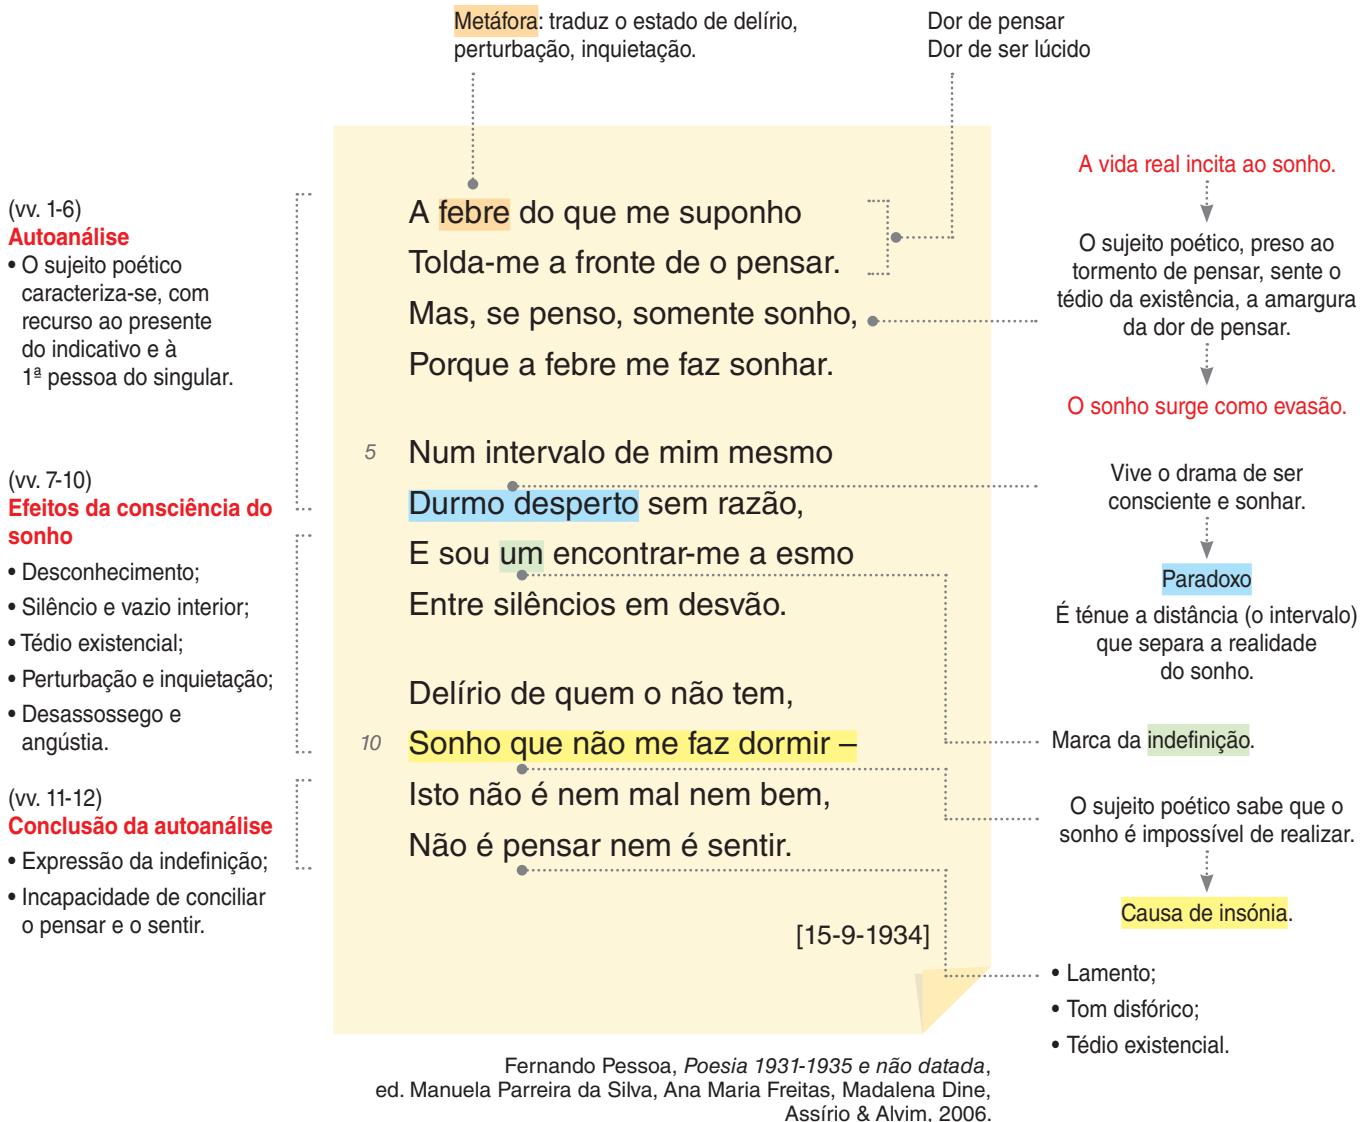 Metáfora: traduz o estado de delírio,
perturbação, inquietação.
Dor de pensar
Dor de ser lúcido
(vv. 1-6)
Autoanálise
• O sujeito poético
caracteriza-se, com
recurso ao presente
do indicativo e à
1ª pessoa do singular.
(vv. 7-10)
Efeitos da consciência do
sonho
• Desconhecimento;
• Silêncio e vazio interior;
• Tédio existencial;
• Perturbação e inquietação;
• Desassossego e
angústia.
(vv. 11-12)
Conclusão da autoanálise
• Expressão da indefinição;
• Incapacidade de conciliar
o pensar e o sentir.
A febre do que me suponho
Tolda-me a fronte de o pensar.
Mas, se penso, somente sonho,
Porque a febre me faz sonhar.
5 Num intervalo de mim mesmo
Durmo desperto sem razão,
E sou um encontrar-me a esmo
Entre silêncios em desvão.
Delírio de quem o não tem,
10 Sonho que não me faz dormir –
Isto não é nem mal nem bem,
Não é pensar nem é sentir.
[15-9-1934]
Fernando Pessoa, Poesia 1931-1935 e não datada,
ed. Manuela Parreira da Silva, Ana Maria Freitas, Madalena Dine,
Assírio & Alvim, 2006.
A vida real incita ao sonho.
O sujeito poético, preso ao
tormento de pensar, sente o
tédio da existência, a amargura
da dor de pensar.
O sonho surge como evasão.
Vive o drama de ser
consciente e sonhar.
Paradoxo
É ténue a distância (o intervalo)
que separa a realidade
do sonho.
Marca da indefinição.
O sujeito poético sabe que o
sonho é impossível de realizar.
Causa de insónia.
• Lamento;
• Tom disfórico;
• Tédio existencial.